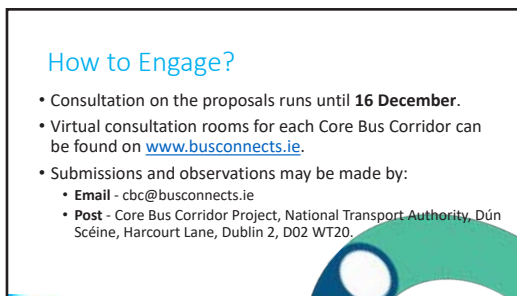 How to Engage?
• Consultation on the proposals runs until 16 December.
• Virtual consultation rooms for each Core Bus Corridor can
be found on www.busconnects.ie.
• Submissions and observations may be made by:
• Email - cbc@busconnects.ie
• Post - Core Bus Corridor Project, National Transport Authority, Dún
Scéine, Harcourt Lane, Dublin 2, D02 WT20.